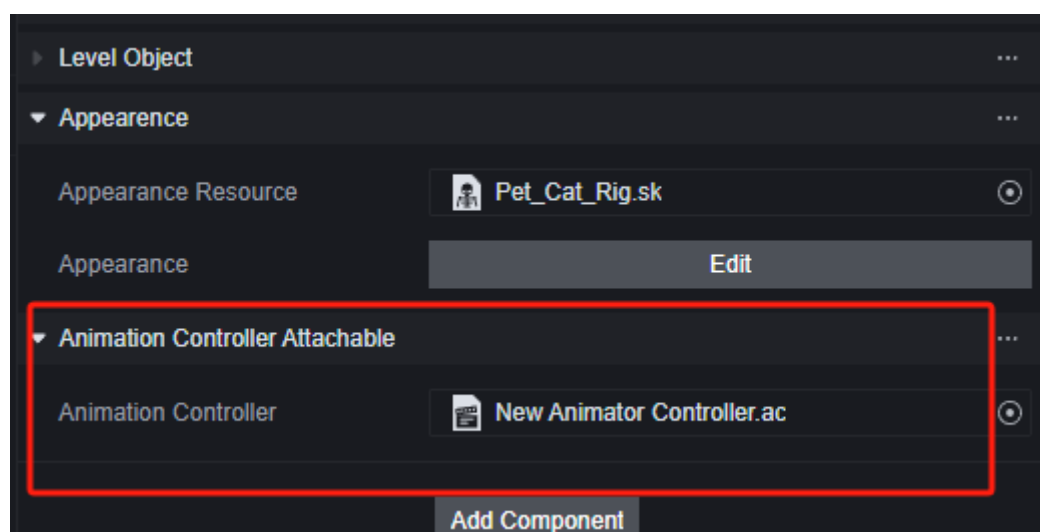 Level Object
Appearence
Appearance Resource Pet_Cat_Rig.sk
Appearance Edit
Animation Controller Attachable
Animation Controller New Animator Controller.ac
Add Component